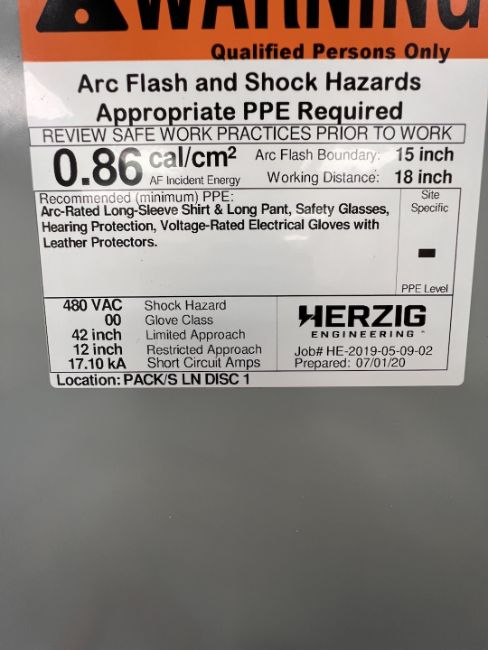 WARNING
Qualified Persons Only
Arc Flash and Shock Hazards
Appropriate PPE Required
REVIEW SAFE WORK PRACTICES PRIOR TO WORK
0.86 cal/cm² AF Incident Energy
Arc Flash Boundary: 15 inch
Working Distance: 18 inch
Recommended (minimum) PPE:
Arc-Rated Long-Sleeve Shirt & Long Pant, Safety Glasses,
Hearing Protection, Voltage-Rated Electrical Gloves with
Leather Protectors.
Site
Specific
-
PPE Level
480 VAC Shock Hazard
00 Glove Class
42 inch Limited Approach
12 inch Restricted Approach
17.10 kA Short Circuit Amps
HERZIG
ENGINEERING
Job# HE-2019-05-09-02
Prepared: 07/01/20
Location: PACK/S LN DISC 1